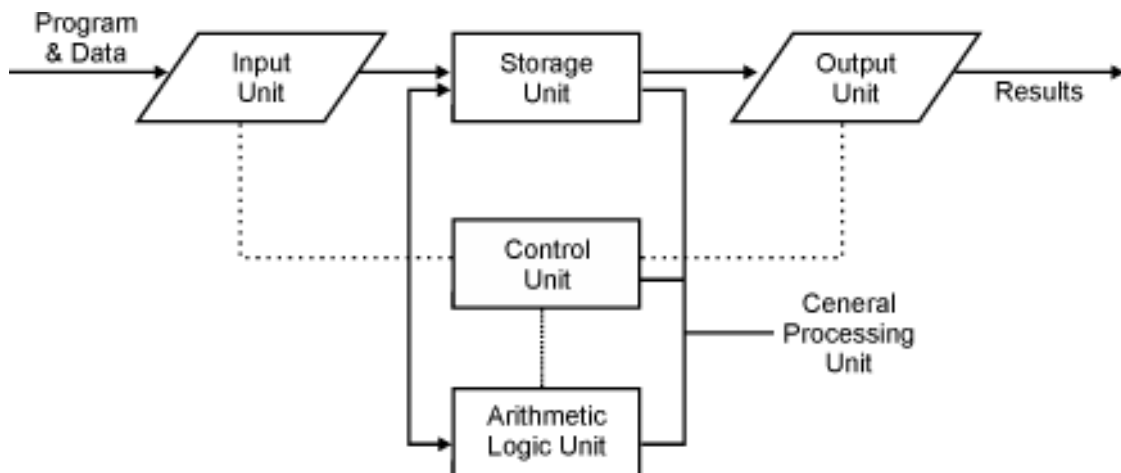 Program
& Data
Input
Unit
Storage
Unit
Output
Unit
Results
Control
Unit
Ceneral
Processing
Unit
Arithmetic
Logic Unit